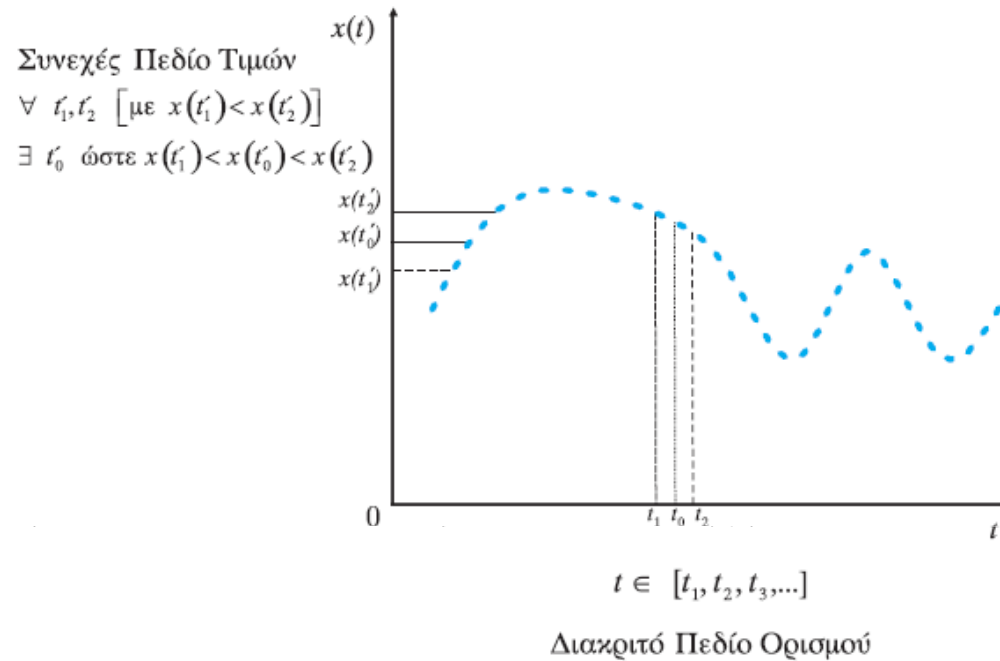 x(t)
Συνεχές Πεδίο Τιμών
∀ t′₁, t′₂ [με x(t′₁) < x(t′₂)]
∃ t′₀ ώστε x(t′₁) < x(t′₀) < x(t′₂)
x(t′₂)
x(t′₀)
x(t′₁)
0 t₁ t₀ t₂
t
t ∈ [t₁, t₂, t₃,...]
Διακριτό Πεδίο Ορισμού